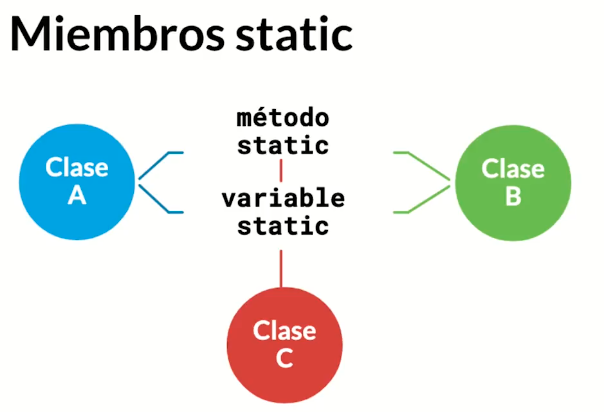 Miembros static
método
static
Clase
A
variable
static
Clase
B
Clase
C